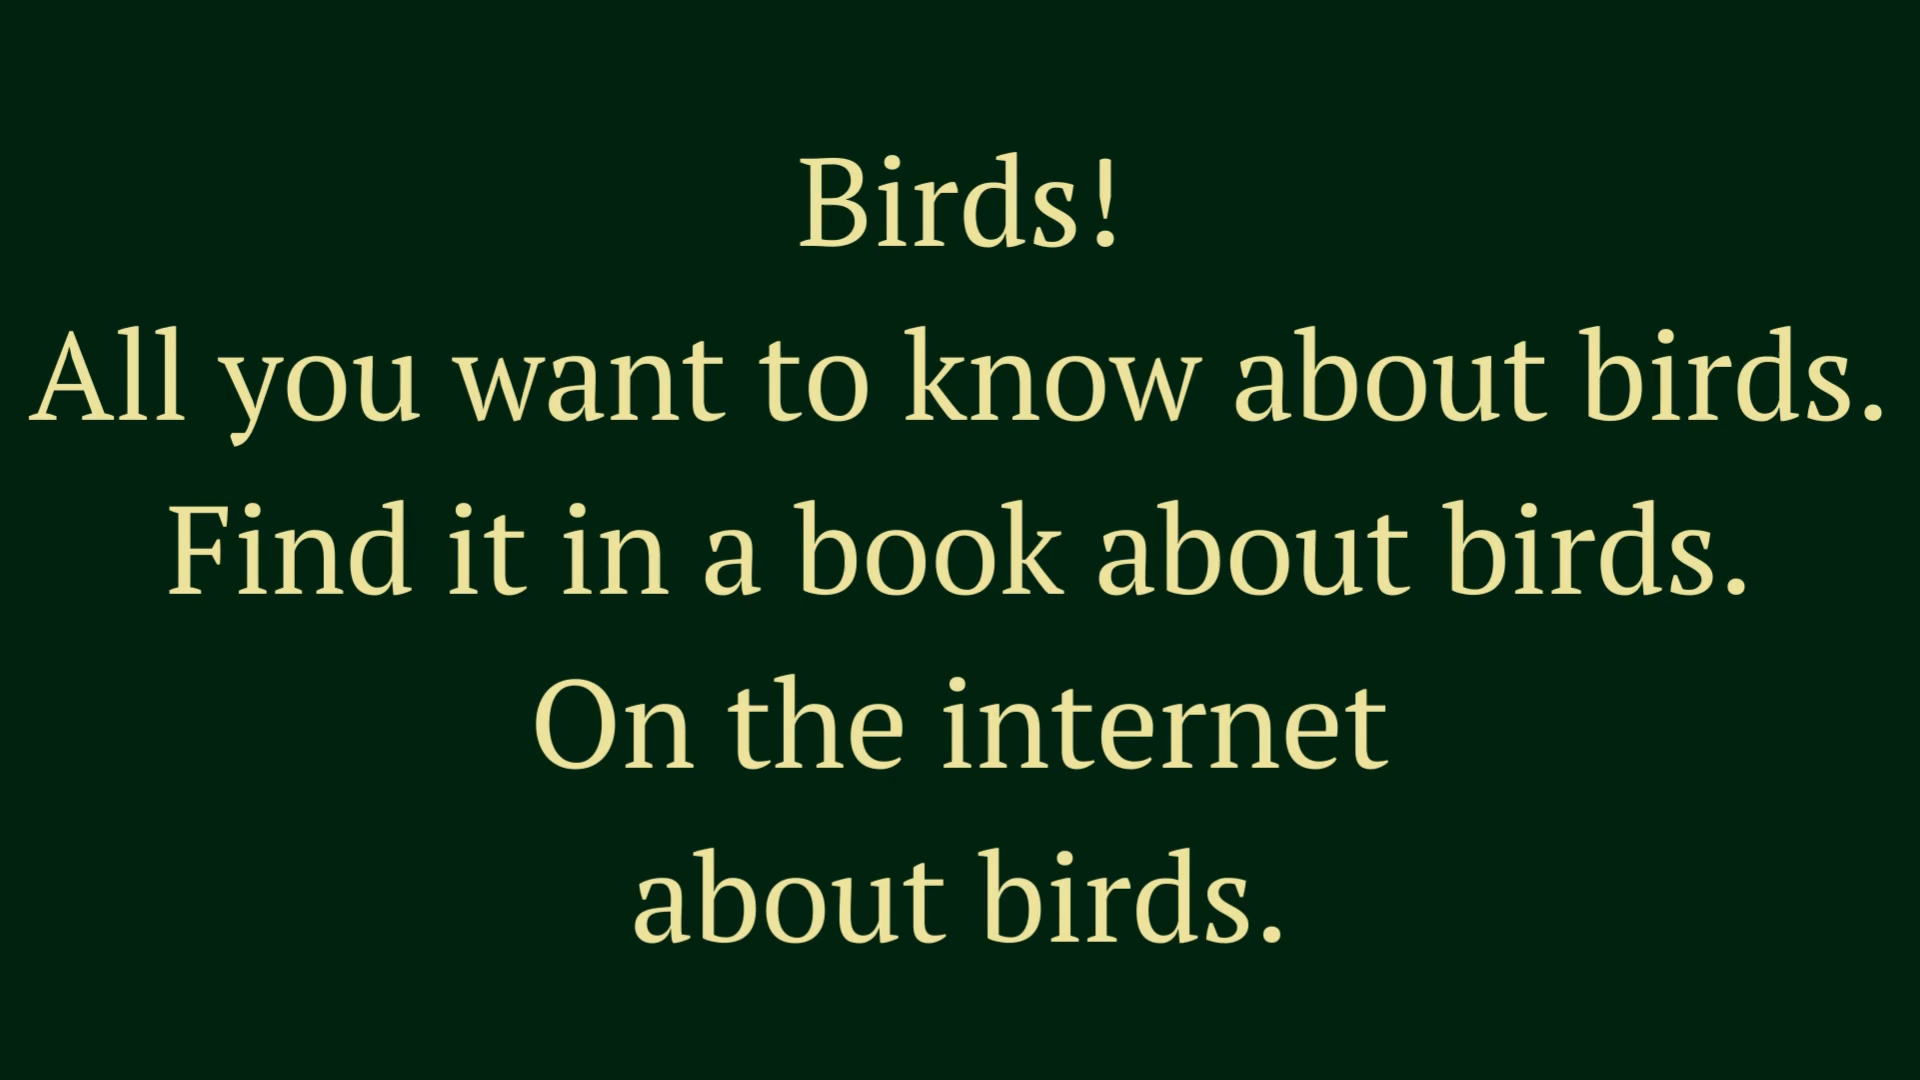 Birds!
All you want to know about birds.
Find it in a book about birds.
On the internet
about birds.